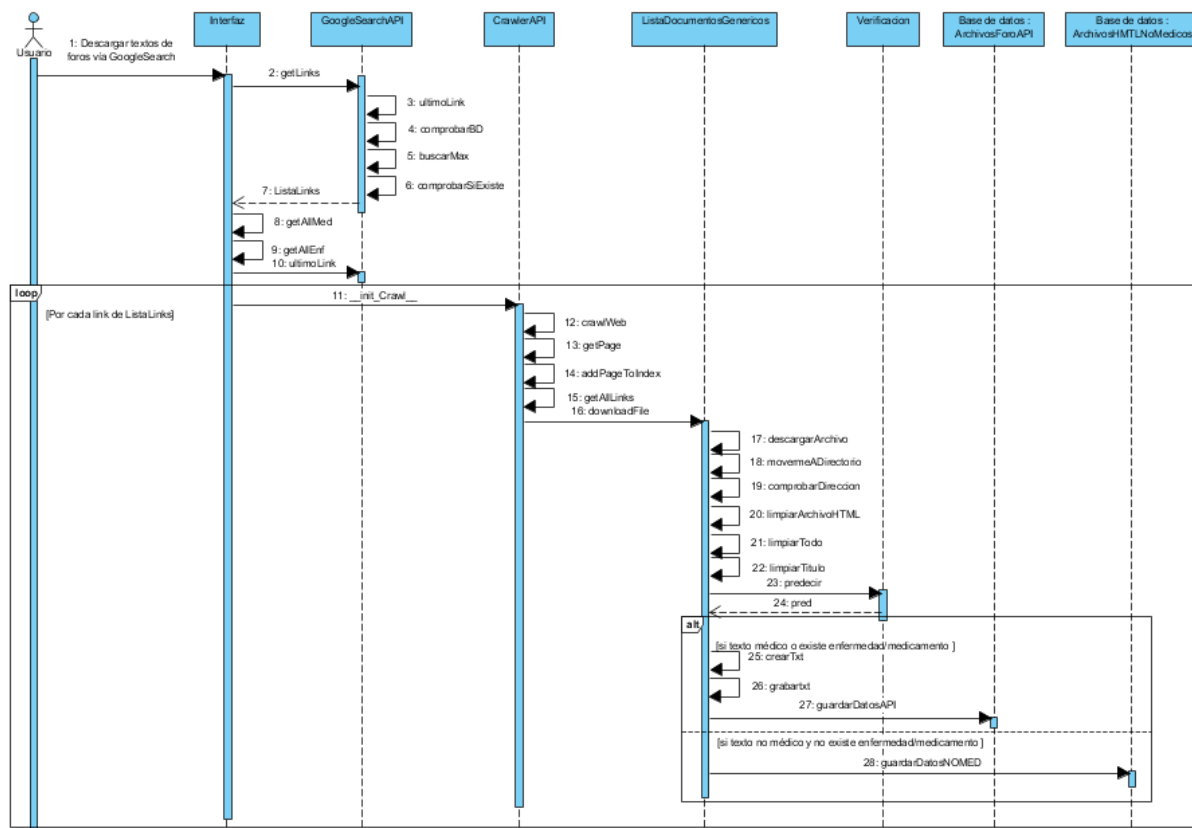 Usuario
Interfaz
GoogleSearchAPI
CrawlerAPI
ListaDocumentosGenericos
Verificacion
Base de datos :
ArchivosForoAPI
Base de datos :
ArchivosHMTLNoMedicos
1: Descargar textos de
foros vía GoogleSearch
2: getLinks
3: ultimoLink
4: comprobarBD
5: buscarMax
6: comprobarSiExiste
7: ListaLinks
8: getAllMed
9: getAllEnf
10: ultimoLink
loop
[Por cada link de ListaLinks]
11: __init_Crawl__
12: crawlWeb
13: getPage
14: addPageToIndex
15: getAllLinks
16: downloadFile
17: descargarArchivo
18: movermeADirectorio
19: comprobarDireccion
20: limpiarArchivoHTML
21: limpiarTodo
22: limpiarTitulo
23: predecir
24: pred
alt
[si texto médico o existe enfermedad/medicamento ]
25: crearTxt
26: grabartxt
27: guardarDatosAPI
[si texto no médico y no existe enfermedad/medicamento ]
28: guardarDatosNOMED